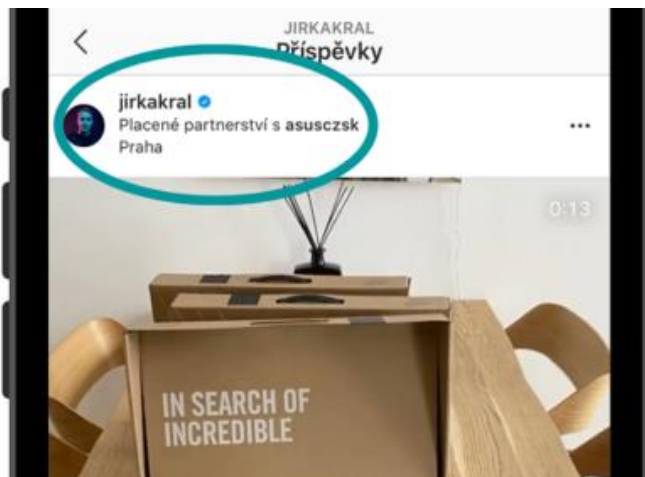 JIRKAKRAL
Příspěvky
jirkakral
Placené partnerství s asusczsk
Praha
0:13
IN SEARCH OF
INCREDIBLE